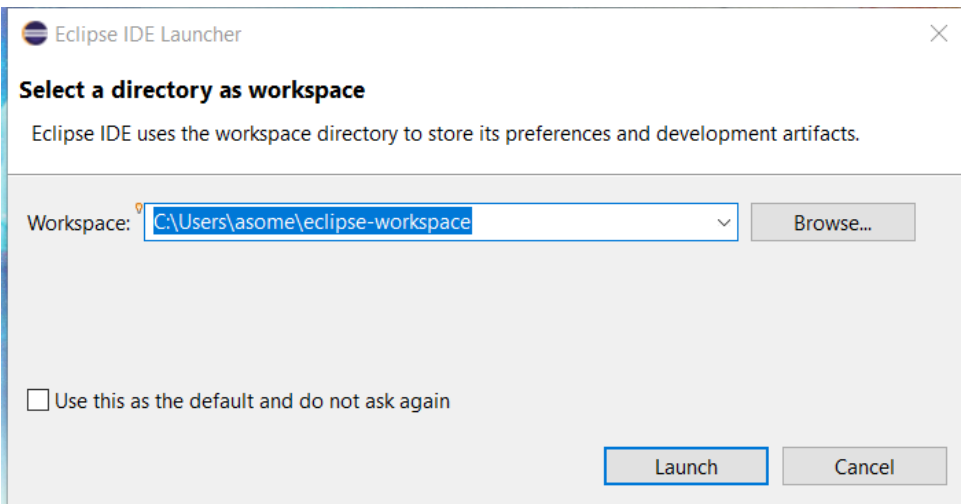 Eclipse IDE Launcher
Select a directory as workspace
Eclipse IDE uses the workspace directory to store its preferences and development artifacts.
Workspace: C:\Users\asome\eclipse-workspace Browse...
Use this as the default and do not ask again
Launch Cancel